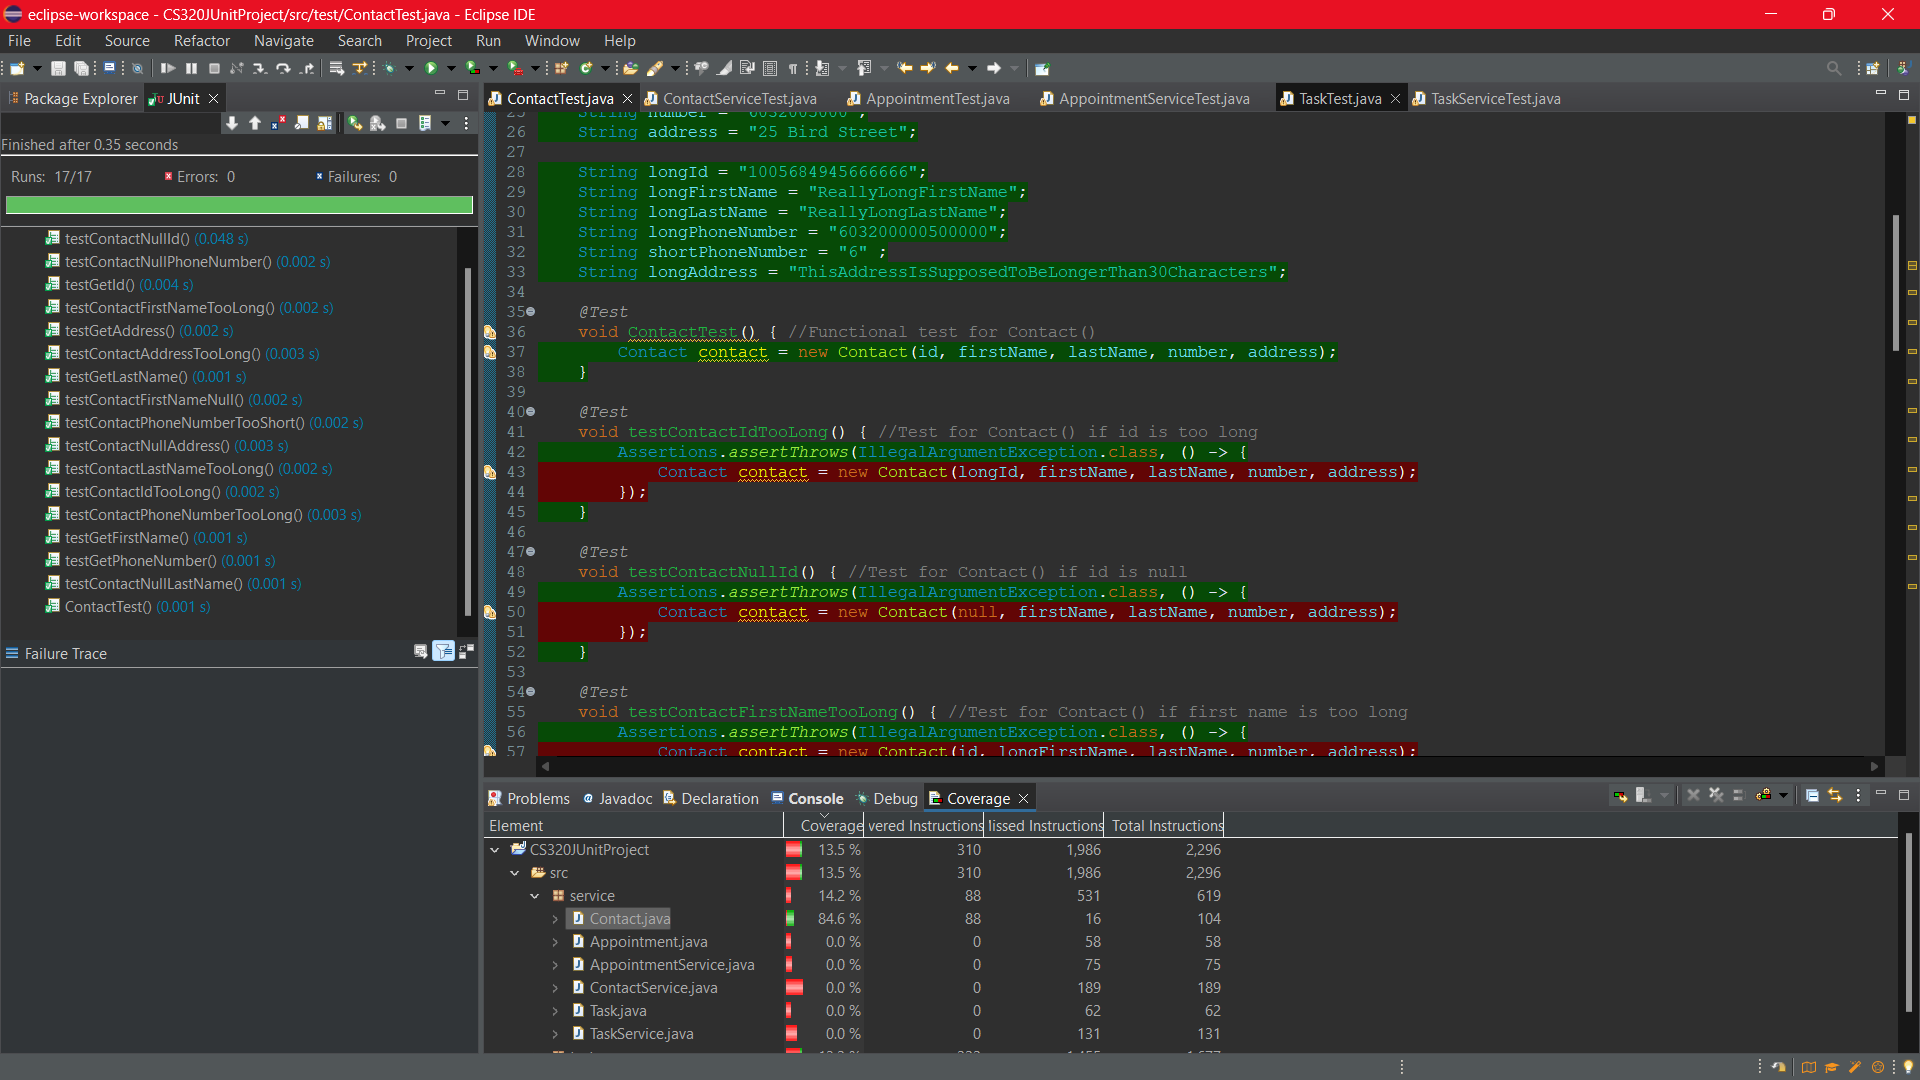 eclipse-workspace - CS320JUnitProject/src/test/ContactTest.java - Eclipse IDE
File Edit Source Refactor Navigate Search Project Run Window Help
Package Explorer JUnit
Finished after 0.35 seconds
Runs: 17/17 Errors: 0 Failures: 0
testContactNullId() (0.048 s)
testContactNullPhoneNumber() (0.002 s)
testGetId() (0.004 s)
testContactFirstNameTooLong() (0.002 s)
testGetAddress() (0.002 s)
testContactAddressTooLong() (0.003 s)
testGetLastName() (0.001 s)
testContactFirstNameNull() (0.002 s)
testContactPhoneNumberTooShort() (0.002 s)
testContactNullAddress() (0.003 s)
testContactLastNameTooLong() (0.002 s)
testContactIdTooLong() (0.002 s)
testContactPhoneNumberTooLong() (0.003 s)
testGetFirstName() (0.001 s)
testGetPhoneNumber() (0.001 s)
testContactNullLastName() (0.001 s)
ContactTest() (0.001 s)
Failure Trace
ContactTest.java ContactServiceTest.java AppointmentTest.java AppointmentServiceTest.java TaskTest.java TaskServiceTest.java
25 String number = "6032005000";
26 String address = "25 Bird Street";
27
28 String longId = "1005684945666666";
29 String longFirstName = "ReallyLongFirstName";
30 String longLastName = "ReallyLongLastName";
31 String longPhoneNumber = "603200000500000";
32 String shortPhoneNumber = "6" ;
33 String longAddress = "ThisAddressIsSupposedToBeLongerThan30Characters";
34
35 @Test
36 void ContactTest() { //Functional test for Contact()
37 Contact contact = new Contact(id, firstName, lastName, number, address);
38 }
39
40 @Test
41 void testContactIdTooLong() { //Test for Contact() if id is too long
42 Assertions.assertThrows(IllegalArgumentException.class, () -> {
43 Contact contact = new Contact(longId, firstName, lastName, number, address);
44 });
45 }
46
47 @Test
48 void testContactNullId() { //Test for Contact() if id is null
49 Assertions.assertThrows(IllegalArgumentException.class, () -> {
50 Contact contact = new Contact(null, firstName, lastName, number, address);
51 });
52 }
53
54 @Test
55 void testContactFirstNameTooLong() { //Test for Contact() if first name is too long
56 Assertions.assertThrows(IllegalArgumentException.class, () -> {
57 Contact contact = new Contact(id, longFirstName, lastName, number, address);
Problems Javadoc Declaration Console Debug Coverage
Element Coverage vered Instructions lissed Instructions Total Instructions
CS320JUnitProject 13.5 % 310 1,986 2,296
src 13.5 % 310 1,986 2,296
service 14.2 % 88 531 619
Contact.java 84.6 % 88 16 104
Appointment.java 0.0 % 0 58 58
AppointmentService.java 0.0 % 0 75 75
ContactService.java 0.0 % 0 189 189
Task.java 0.0 % 0 62 62
TaskService.java 0.0 % 0 131 131